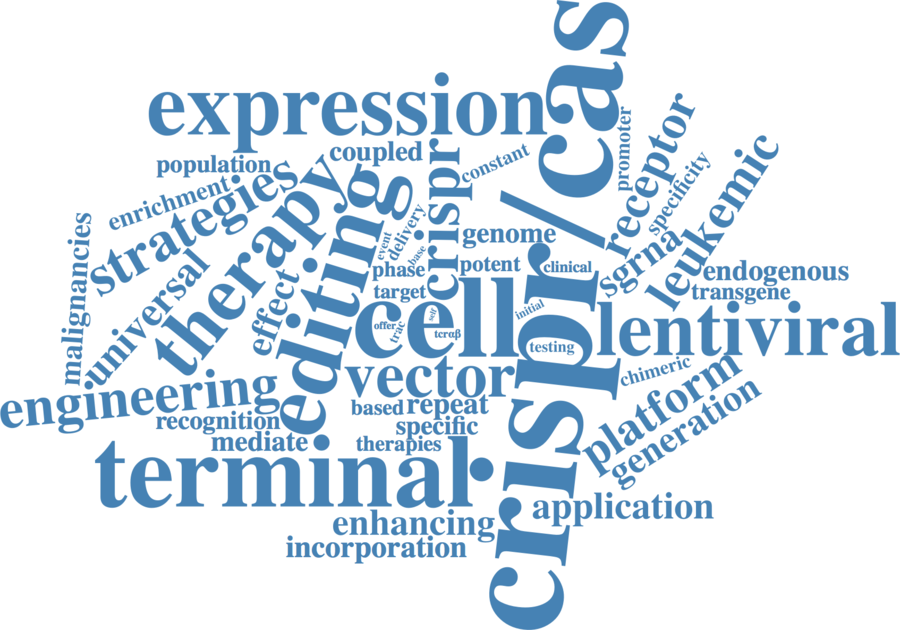 crispr/cas
expression
promoter
receptor
population
coupled
constant
crispr
specificity
leukemic
enrichment
strategies
therapy
editing
delivery
event
base
genome
sgrna
malignancies
universal
effect
phase
potent
clinical
endogenous
target
transgene
cell
initial
self
offer
trac
tcrαβ
testing
lentiviral
vector
chimeric
engineering
based
repeat
platform
recognition
specific
generation
mediate
therapies
terminal
application
enhancing
incorporation